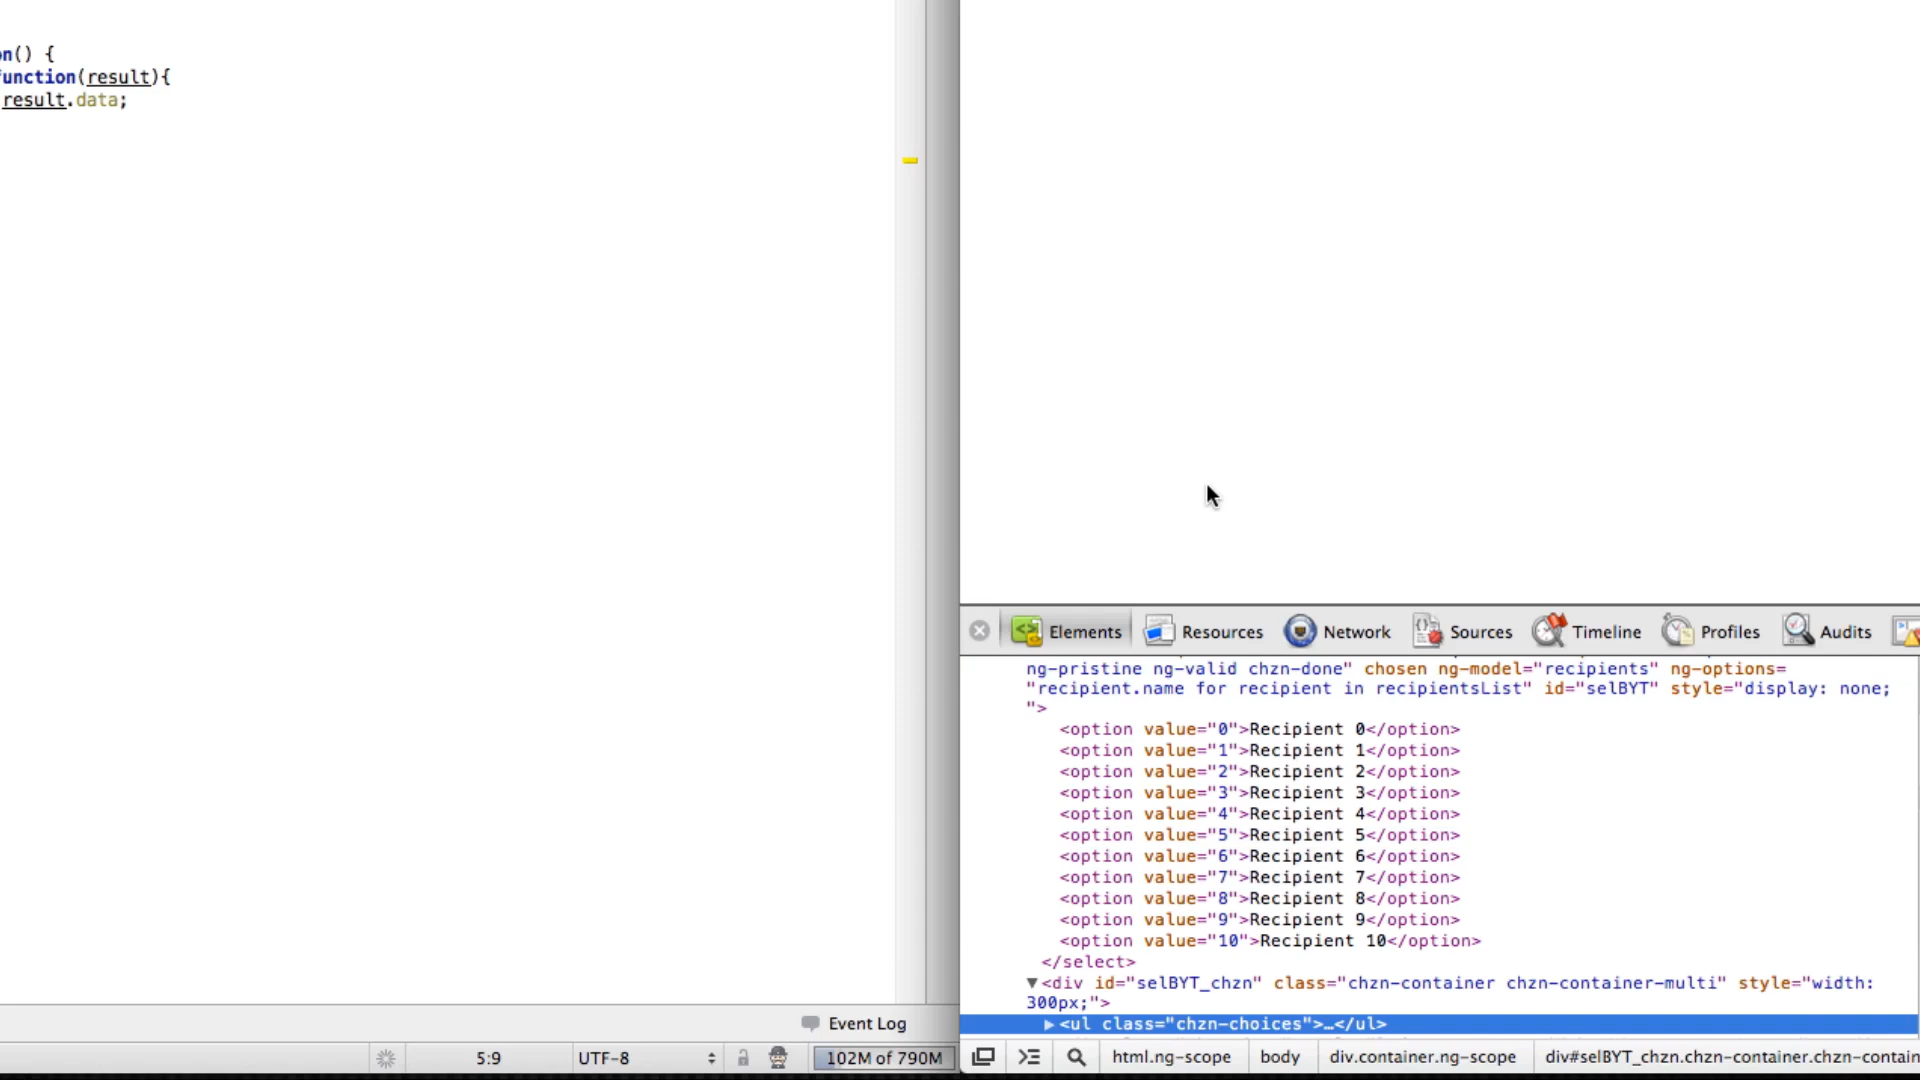 n() {
unction(result){
result.data;
Event Log
5:9 UTF-8 102M of 790M
Elements Resources Network Sources Timeline Profiles Audits
ng-pristine ng-valid chzn-done" chosen ng-model="recipients" ng-options=
"recipient.name for recipient in recipientsList" id="selBYT" style="display: none;
">
<option value="0">Recipient 0</option>
<option value="1">Recipient 1</option>
<option value="2">Recipient 2</option>
<option value="3">Recipient 3</option>
<option value="4">Recipient 4</option>
<option value="5">Recipient 5</option>
<option value="6">Recipient 6</option>
<option value="7">Recipient 7</option>
<option value="8">Recipient 8</option>
<option value="9">Recipient 9</option>
<option value="10">Recipient 10</option>
</select>
▼<div id="selBYT_chzn" class="chzn-container chzn-container-multi" style="width:
300px;">
▶<ul class="chzn-choices">…</ul>
html.ng-scope body div.container.ng-scope div#selBYT_chzn.chzn-container.chzn-contain